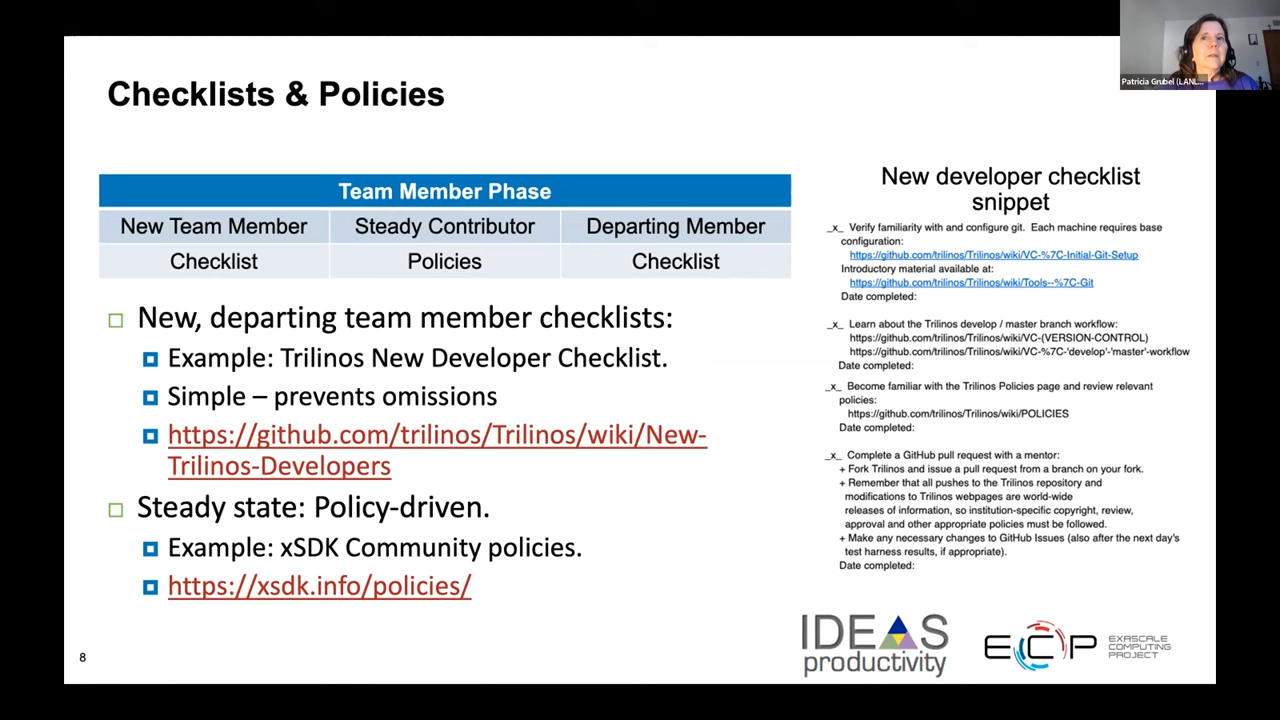 Patricia Grubel (LANL...
Checklists & Policies
Team Member Phase
New Team Member Steady Contributor Departing Member
Checklist Policies Checklist
New, departing team member checklists:
Example: Trilinos New Developer Checklist.
Simple – prevents omissions
https://github.com/trilinos/Trilinos/wiki/New-
Trilinos-Developers
Steady state: Policy-driven.
Example: xSDK Community policies.
https://xsdk.info/policies/
New developer checklist
snippet
_x_ Verify familiarity with and configure git. Each machine requires base
configuration:
https://github.com/trilinos/Trilinos/wiki/VC-%7C-Initial-Git-Setup
Introductory material available at:
https://github.com/trilinos/Trilinos/wiki/Tools--%7C-Git
Date completed:
_x_ Learn about the Trilinos develop / master branch workflow:
https://github.com/trilinos/Trilinos/wiki/VC-(VERSION-CONTROL)
https://github.com/trilinos/Trilinos/wiki/VC-%7C-'develop'-'master'-workflow
Date completed:
_x_ Become familiar with the Trilinos Policies page and review relevant
policies:
https://github.com/trilinos/Trilinos/wiki/POLICIES
Date completed:
_x_ Complete a GitHub pull request with a mentor:
+ Fork Trilinos and issue a pull request from a branch on your fork.
+ Remember that all pushes to the Trilinos repository and
modifications to Trilinos webpages are world-wide
releases of information, so institution-specific copyright, review,
approval and other appropriate policies must be followed.
+ Make any necessary changes to GitHub Issues (also after the next day's
test harness results, if appropriate).
Date completed:
8
IDEAS
productivity
ECP
EXASCALE
COMPUTING
PROJECT